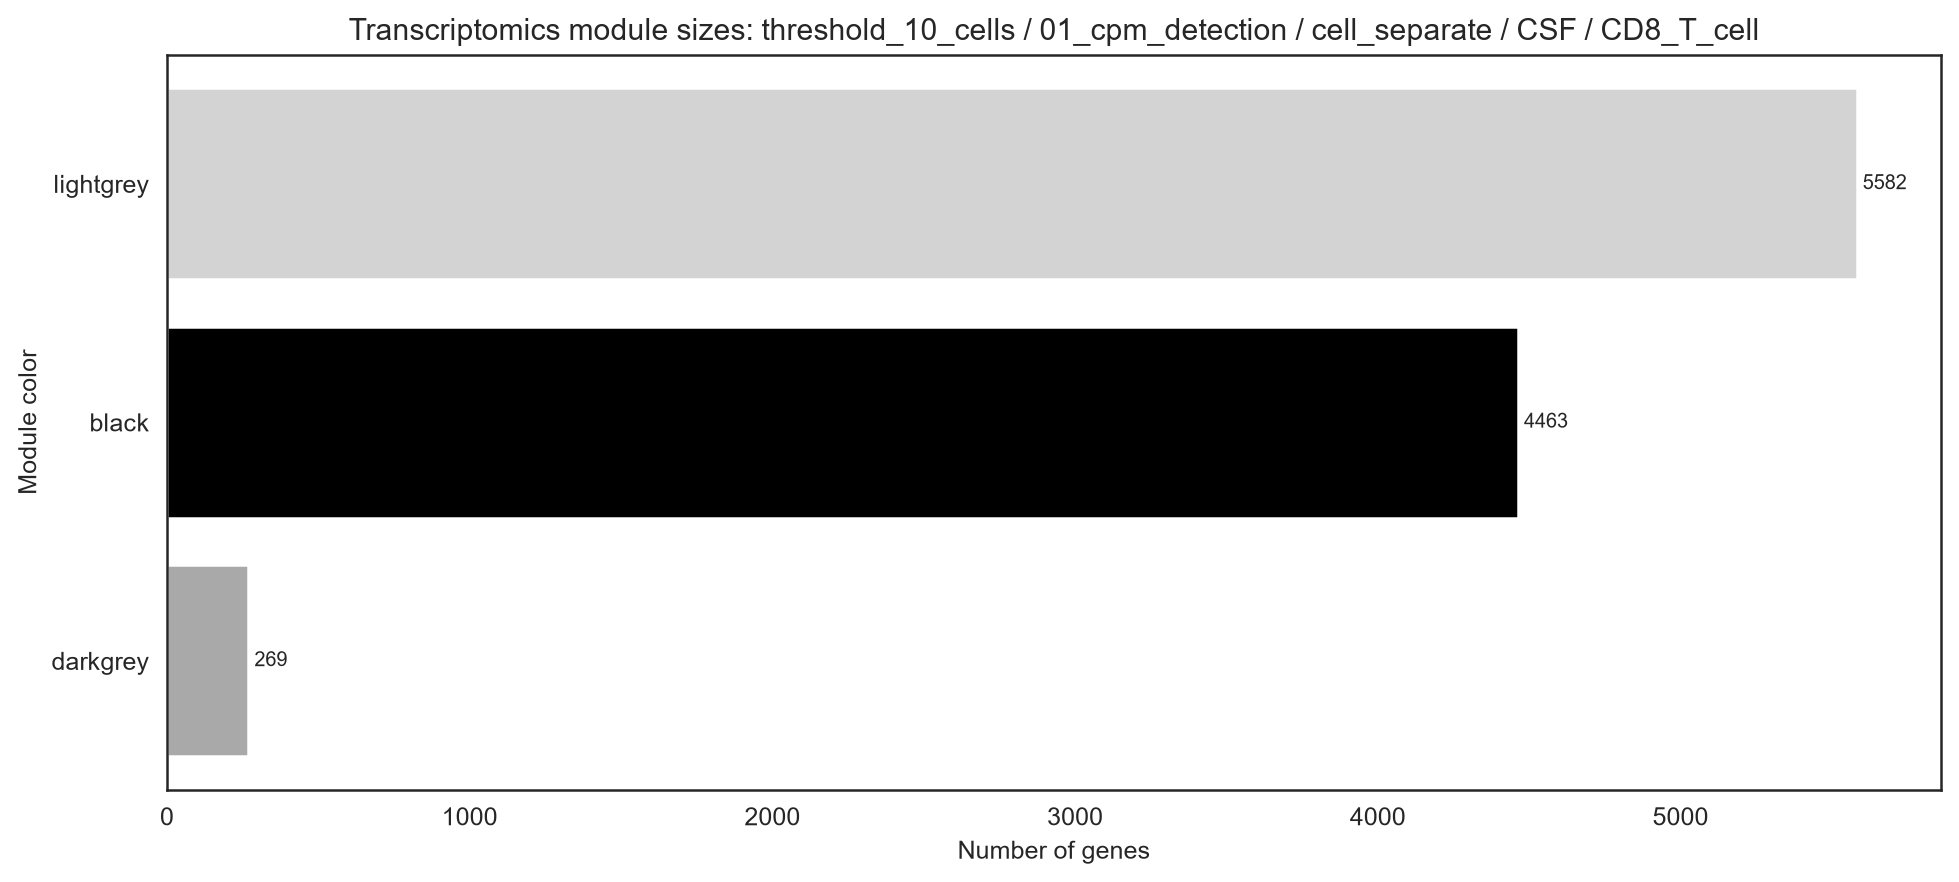 Transcriptomics module sizes: threshold_10_cells / 01_cpm_detection / cell_separate / CSF / CD8_T_cell
lightgrey
5582
black
4463
darkgrey
269
Module color
0 1000 2000 3000 4000 5000
Number of genes